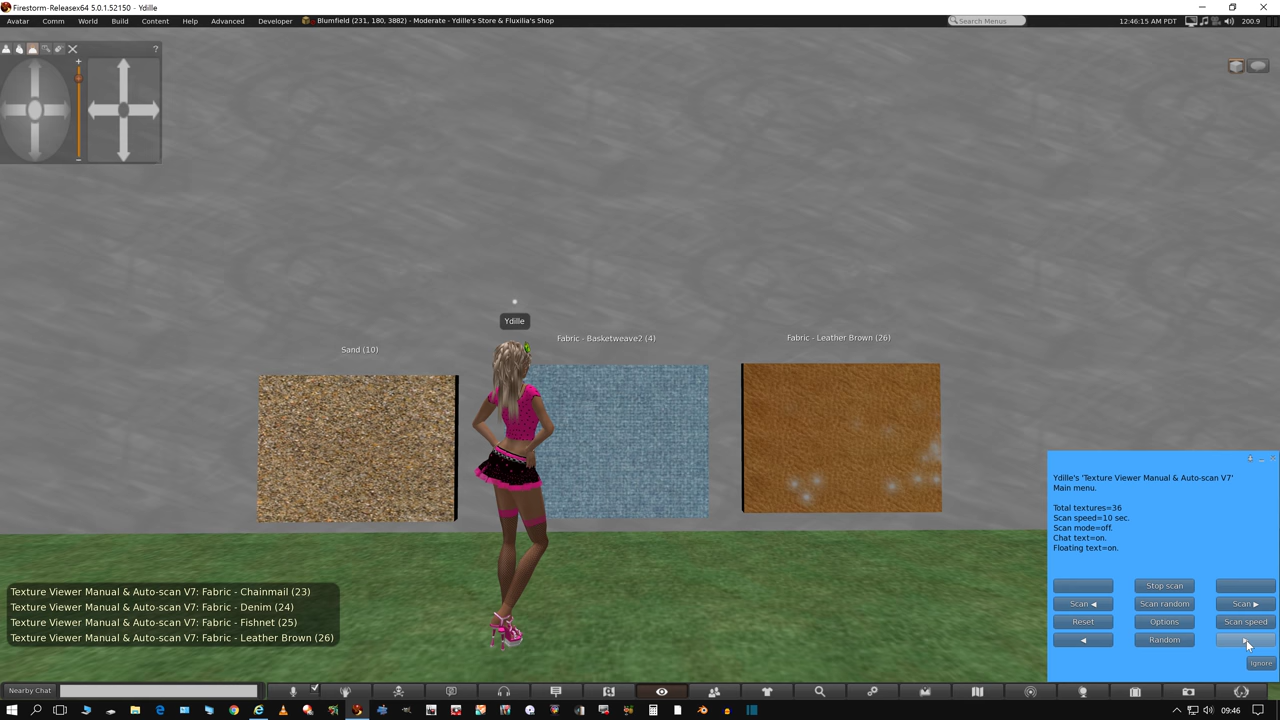 Firestorm-Releasex64 5.0.1.52150 - Ydille
Avatar Comm World Build Content Help Advanced Developer Blumfield (231, 180, 3882) - Moderate - Ydille's Store & Fluxilia's Shop Search Menus 12:46:15 AM PDT 200.9
?
Ydille
Sand (10)
Fabric - Basketweave2 (4)
Fabric - Leather Brown (26)
Ydille's 'Texture Viewer Manual & Auto-scan V7'
Main menu.
Total textures=36
Scan speed=10 sec.
Scan mode=off.
Chat text=on.
Floating text=on.
Stop scan
Scan ◀ Scan random Scan ▶
Reset Options Scan speed
◀ Random ▶
Ignore
Texture Viewer Manual & Auto-scan V7: Fabric - Chainmail (23)
Texture Viewer Manual & Auto-scan V7: Fabric - Denim (24)
Texture Viewer Manual & Auto-scan V7: Fabric - Fishnet (25)
Texture Viewer Manual & Auto-scan V7: Fabric - Leather Brown (26)
Nearby Chat
09:46